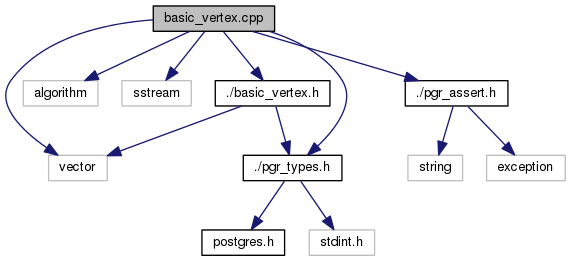 basic_vertex.cpp
algorithm
sstream
./basic_vertex.h
./pgr_assert.h
vector
./pgr_types.h
string
exception
postgres.h
stdint.h